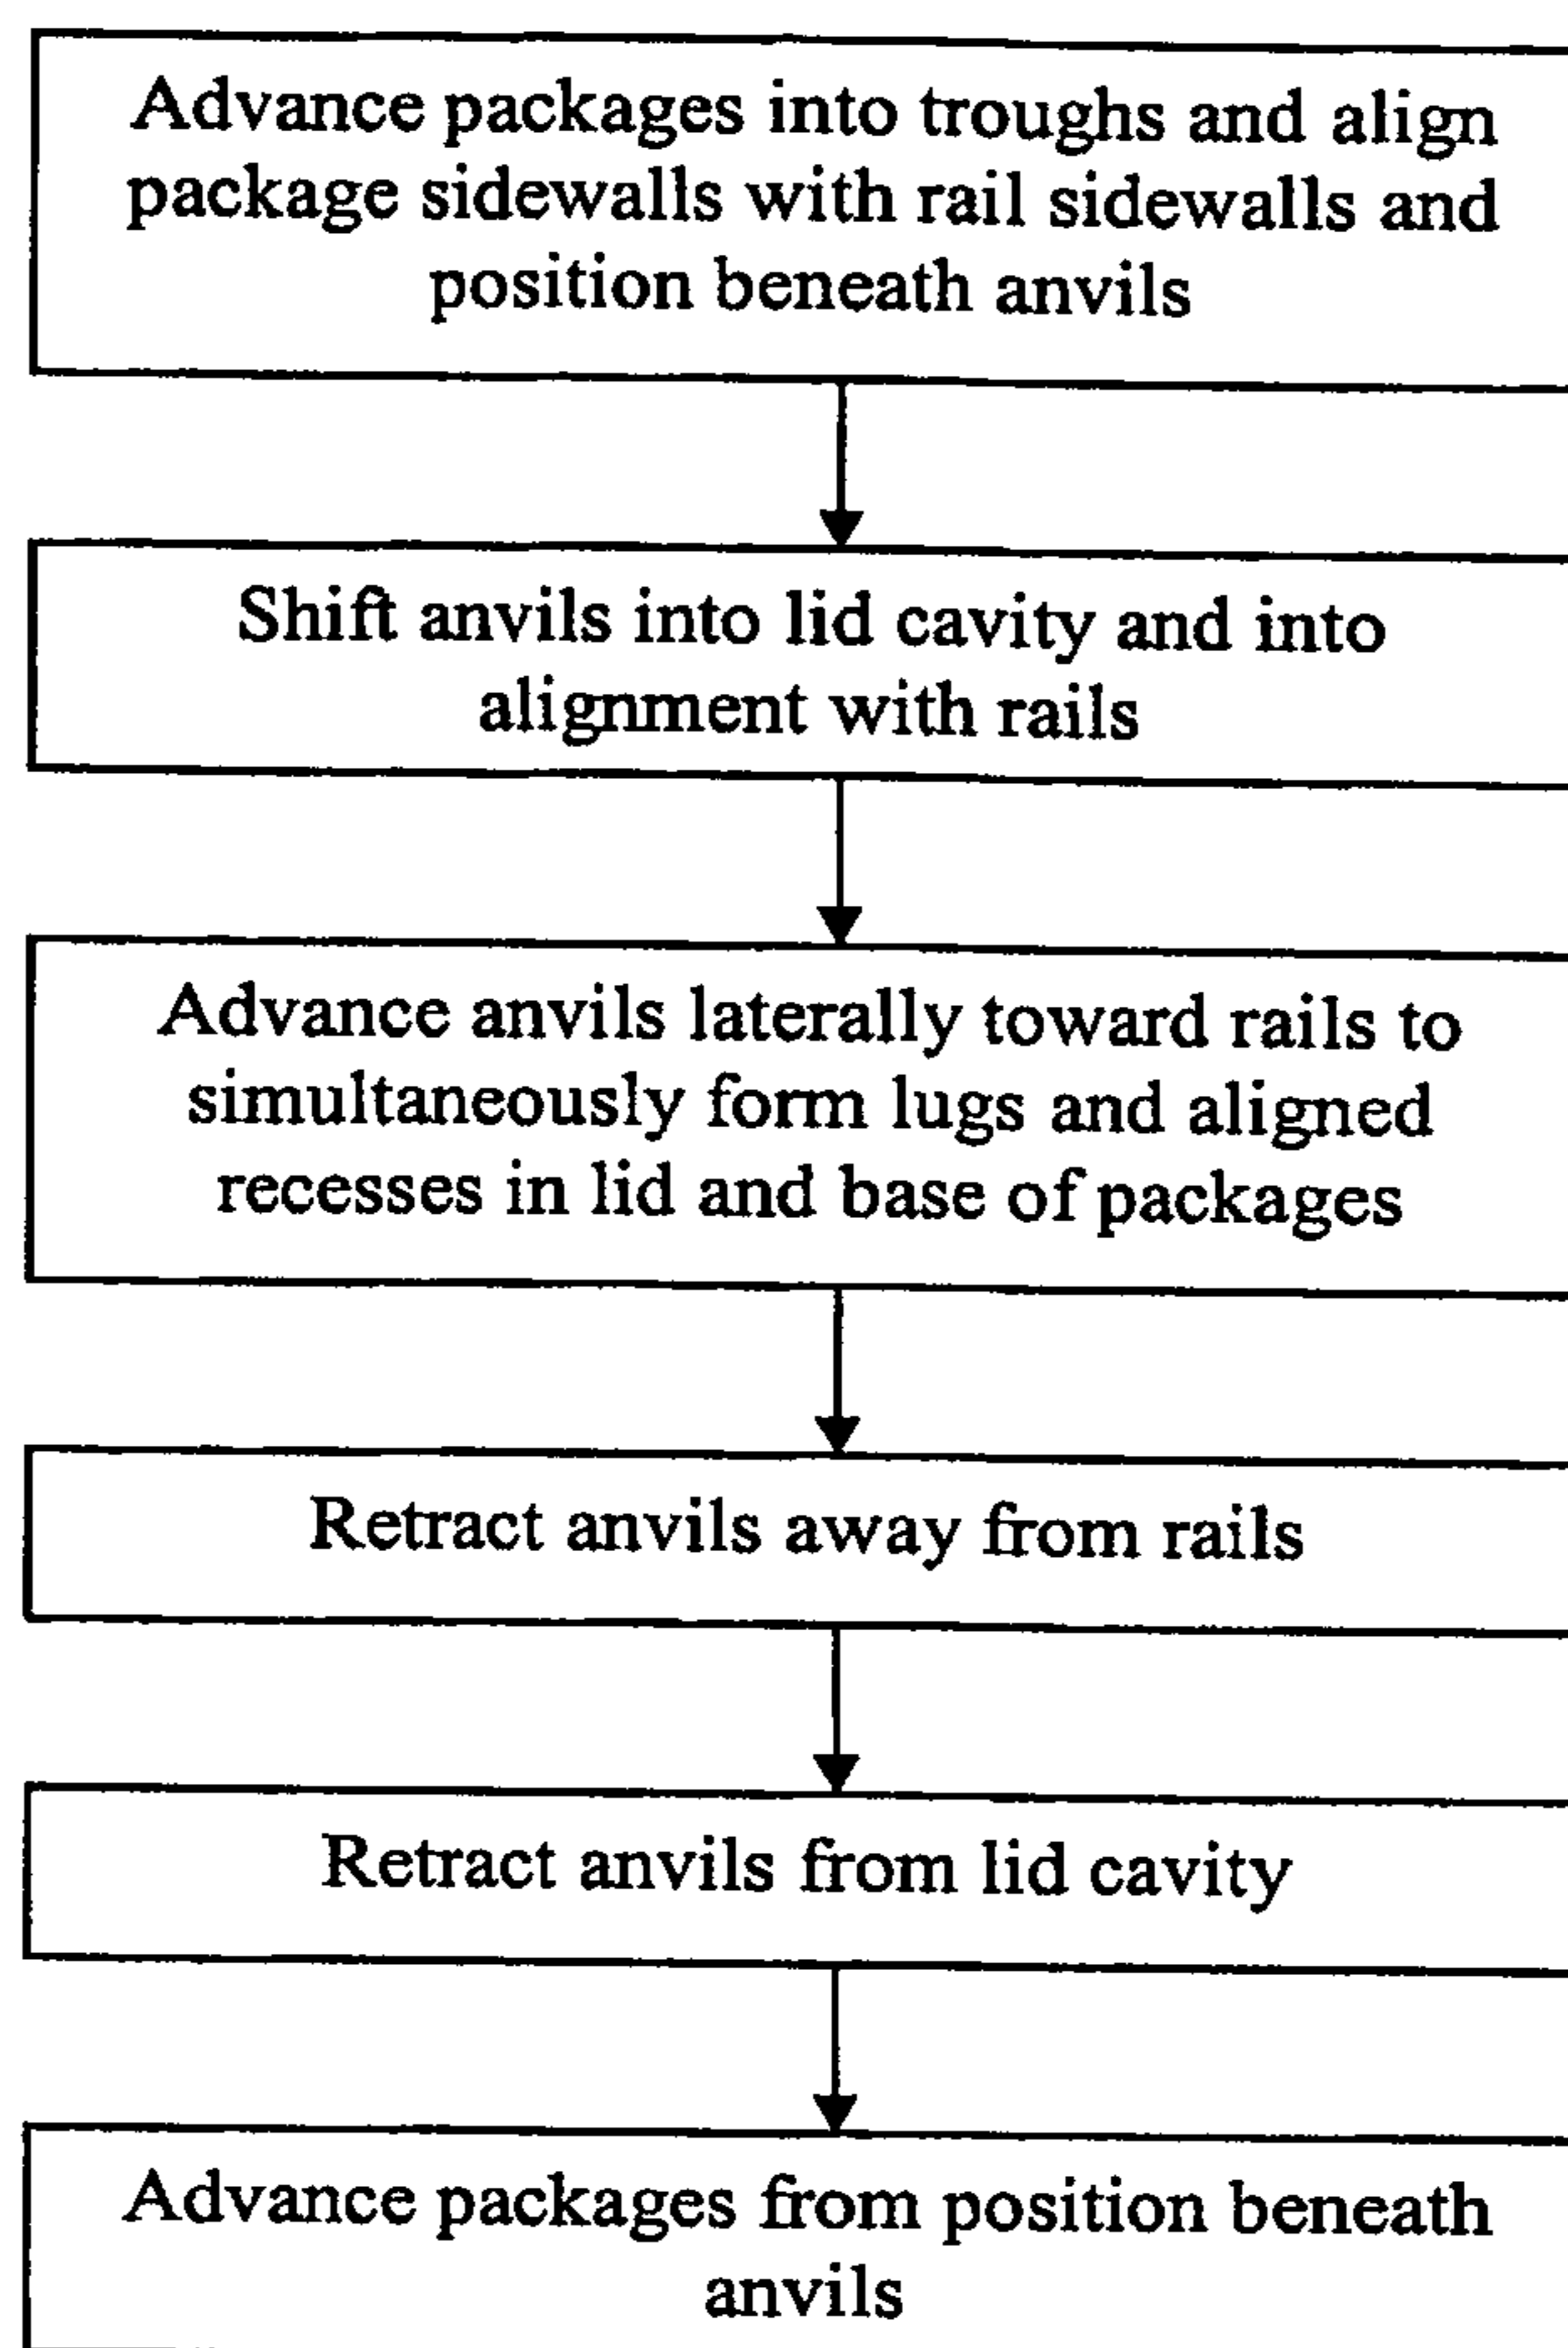 Advance packages into troughs and align
package sidewalls with rail sidewalls and
position beneath anvils
Shift anvils into lid cavity and into
alignment with rails
Advance anvils laterally toward rails to
simultaneously form lugs and aligned
recesses in lid and base of packages
Retract anvils away from rails
Retract anvils from lid cavity
Advance packages from position beneath
anvils